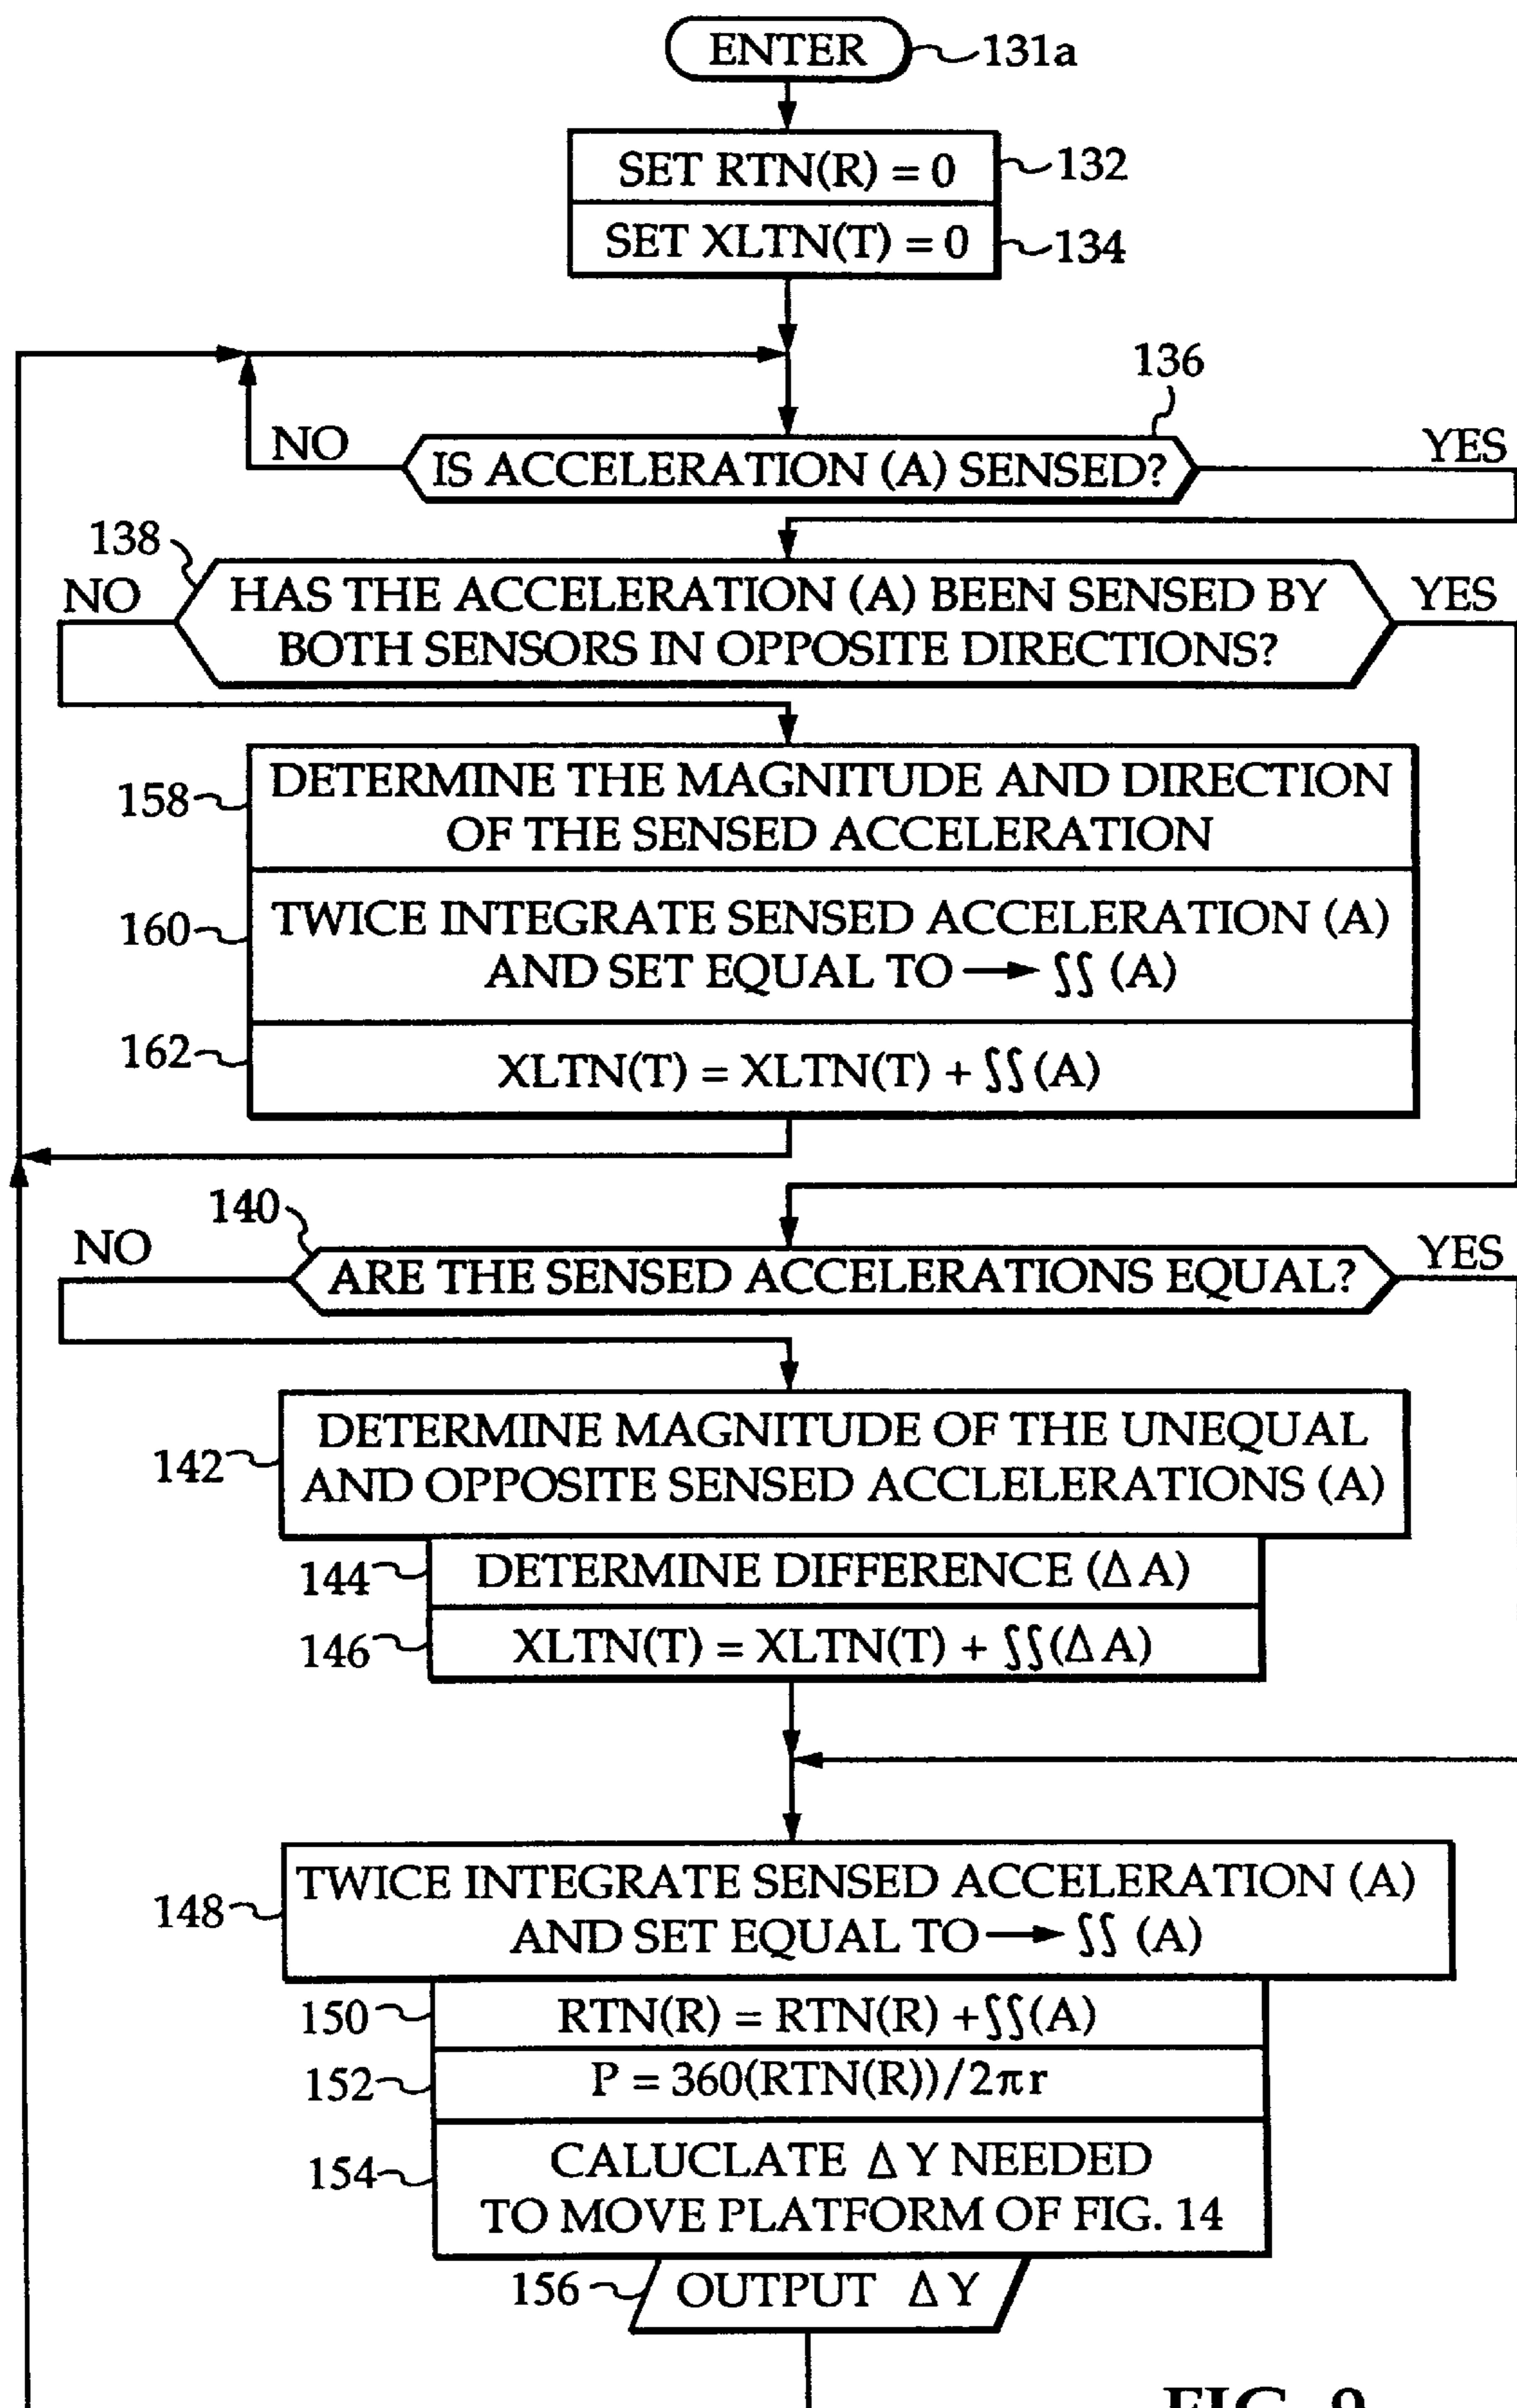 ENTER
131a
SET RTN(R) = 0
132
SET XLTN(T) = 0
134
136
NO
IS ACCELERATION (A) SENSED?
YES
138
NO
HAS THE ACCELERATION (A) BEEN SENSED BY
BOTH SENSORS IN OPPOSITE DIRECTIONS?
YES
158
DETERMINE THE MAGNITUDE AND DIRECTION
OF THE SENSED ACCELERATION
160
TWICE INTEGRATE SENSED ACCELERATION (A)
AND SET EQUAL TO → ∫∫ (A)
162
XLTN(T) = XLTN(T) + ∫∫ (A)
140
NO
ARE THE SENSED ACCELERATIONS EQUAL?
YES
142
DETERMINE MAGNITUDE OF THE UNEQUAL
AND OPPOSITE SENSED ACCLELERATIONS (A)
144
DETERMINE DIFFERENCE (Δ A)
146
XLTN(T) = XLTN(T) + ∫∫(Δ A)
148
TWICE INTEGRATE SENSED ACCELERATION (A)
AND SET EQUAL TO → ∫∫ (A)
150
RTN(R) = RTN(R) +∫∫(A)
152
P = 360(RTN(R))/2πr
154
CALUCLATE Δ Y NEEDED
TO MOVE PLATFORM OF FIG. 14
156
OUTPUT Δ Y